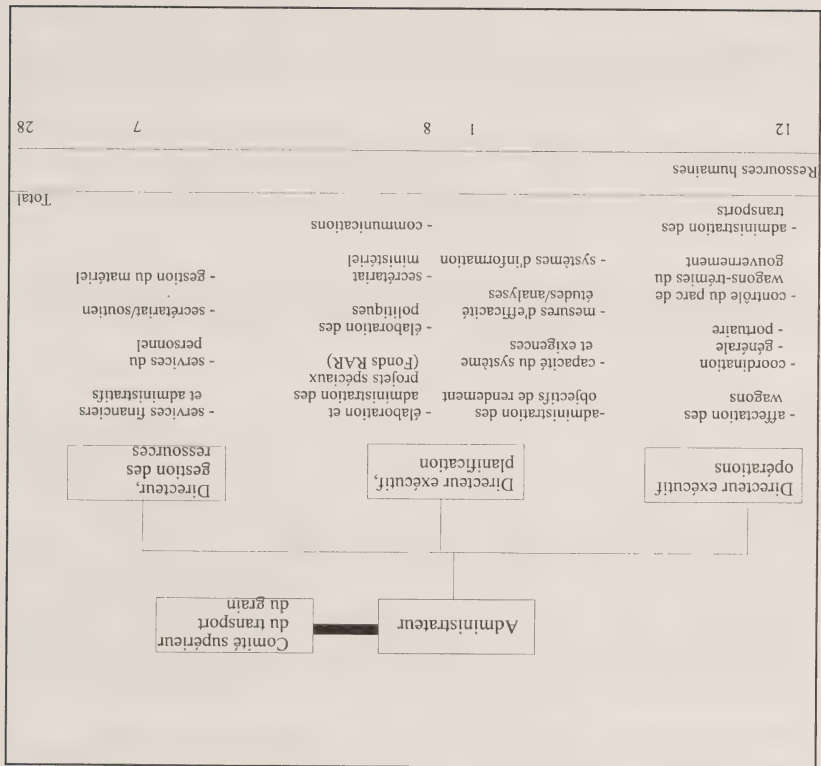 Administrateur
Comité supérieur
du transport
du grain
Directeur exécutif
opérations
Directeur exécutif,
planification
Directeur,
gestion des
ressources
- affectation des
wagons
- coordination
- générale
- portuaire
- contrôle du parc de
wagons-trémies du
gouvernement
- administration des
transports
-administration des
objectifs de rendement
- capacité du système
et exigences
- mesures d'efficacité
études/analyses
- systèmes d'information
- élaboration et
administration des
projets spéciaux
(Fonds RAR)
- élaboration des
politiques
- secrétariat
ministériel
- communications
- services financiers
et administratifs
- services du
personnel
- secrétariat/soutien
- gestion du matériel
Total
Ressources humaines
12 1 8 7 28